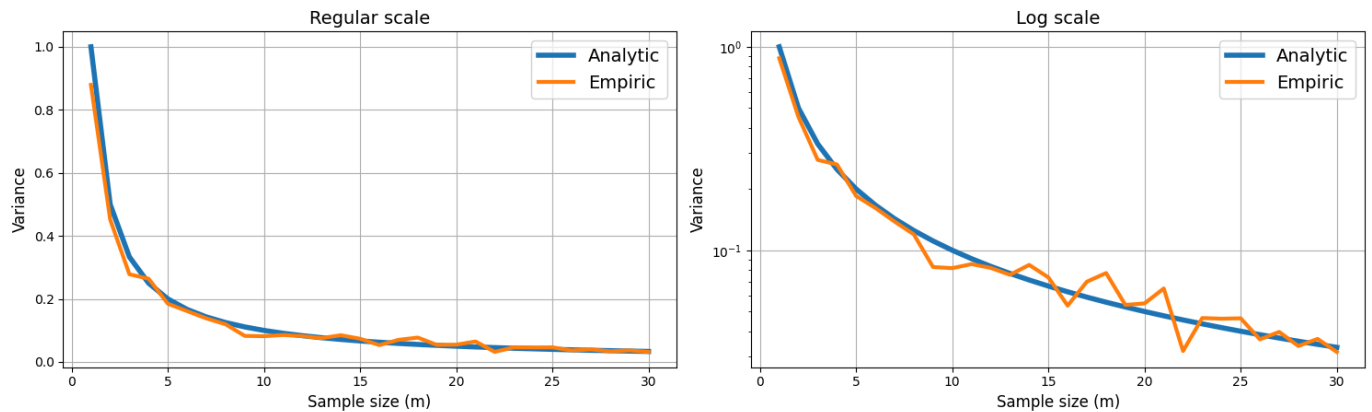 Regular scale
Analytic
Empiric
1.0
0.8
0.6
0.4
0.2
0.0
Variance
0 5 10 15 20 25 30
Sample size (m)
Log scale
Analytic
Empiric
10⁰
10⁻¹
Variance
0 5 10 15 20 25 30
Sample size (m)